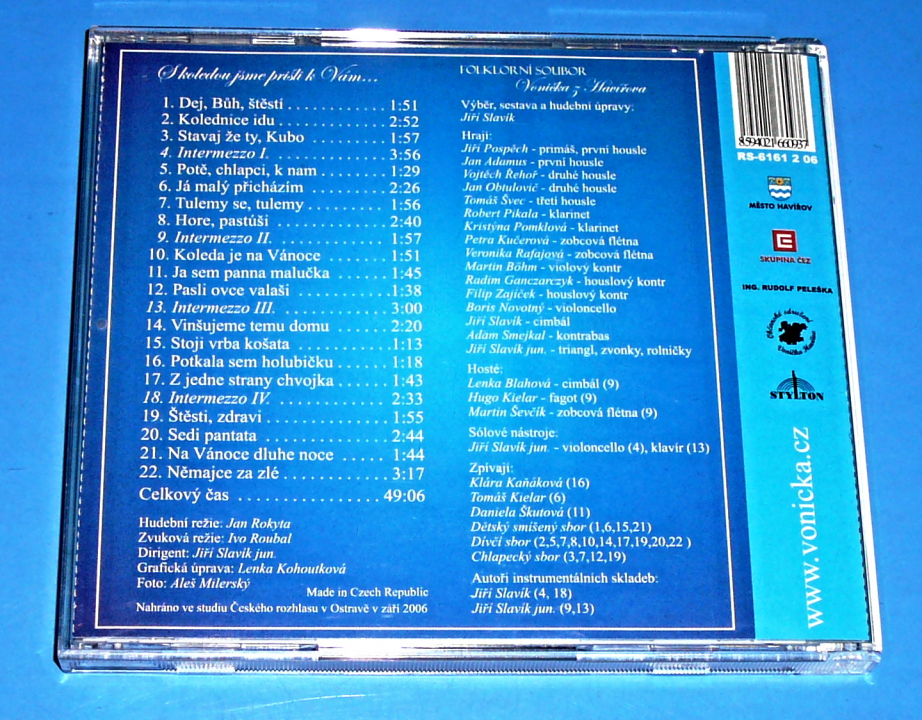 S koledou jsme přišli k Vám...
1. Dej, Bůh, štěstí . . . . . . . . . . . . 1:51
2. Kolednice idu . . . . . . . . . . . . . 2:52
3. Stavaj že ty, Kubo . . . . . . . . . 1:57
4. Intermezzo I. . . . . . . . . . . . . . 3:56
5. Potě, chlapci, k nam . . . . . . . . 1:29
6. Já malý přicházím . . . . . . . . . 2:26
7. Tulemy se, tulemy . . . . . . . . . 1:56
8. Hore, pastúši . . . . . . . . . . . . . 2:40
9. Intermezzo II. . . . . . . . . . . . . 1:57
10. Koleda je na Vánoce . . . . . . . 1:51
11. Ja sem panna malučka . . . . . . 1:45
12. Pasli ovce valaši . . . . . . . . . . 1:38
13. Intermezzo III. . . . . . . . . . . . 3:00
14. Vinšujeme temu domu . . . . . . 2:20
15. Stoji vrba košata . . . . . . . . . . 1:13
16. Potkala sem holubičku . . . . . . 1:18
17. Z jedne strany chvojka . . . . . . 1:43
18. Intermezzo IV. . . . . . . . . . . . 2:33
19. Štěsti, zdravi . . . . . . . . . . . . . 1:55
20. Sedi pantata . . . . . . . . . . . . . 2:44
21. Na Vánoce dluhe noce . . . . . . 1:44
22. Němajce za zlé . . . . . . . . . . . 3:17
Celkový čas . . . . . . . . . . . . . . 49:06
Hudební režie: Jan Rokyta
Zvuková režie: Ivo Roubal
Dirigent: Jiří Slavík jun.
Grafická úprava: Lenka Kohoutková
Foto: Aleš Milerský
Made in Czech Republic
Nahráno ve studiu Českého rozhlasu v Ostravě v září 2006
FOLKLORNÍ SOUBOR
Vonička z Havířova
Výběr, sestava a hudební úpravy:
Jiří Slavík
Hrají:
Jiří Pospěch - primáš, první housle
Jan Adamus - první housle
Vojtěch Řehoř - druhé housle
Jan Obtulovič - druhé housle
Tomáš Švec - třetí housle
Robert Pikala - klarinet
Kristýna Pomklová - klarinet
Petra Kučerová - zobcová flétna
Veronika Rafajová - zobcová flétna
Martin Böhm - violový kontr
Radim Ganczarczyk - houslový kontr
Filip Zajíček - houslový kontr
Boris Novotný - violoncello
Jiří Slavík - cimbál
Adam Smejkal - kontrabas
Jiří Slavík jun. - triangl, zvonky, rolničky
Hosté:
Lenka Blahová - cimbál (9)
Hugo Kielar - fagot (9)
Martin Ševčík - zobcová flétna (9)
Sólové nástroje:
Jiří Slavík jun. - violoncello (4), klavír (13)
Zpívají:
Klára Kaňáková (16)
Tomáš Kielar (6)
Daniela Škutová (11)
Dětský smíšený sbor (1,6,15,21)
Dívčí sbor (2,5,7,8,10,14,17,19,20,22 )
Chlapecký sbor (3,7,12,19)
Autoři instrumentálních skladeb:
Jiří Slavík (4, 18)
Jiří Slavík jun. (9,13)
8 594021 660937
RS-6161 2 06
MĚSTO HAVÍŘOV
SKUPINA ČEZ
ING. RUDOLF PELEŠKA
Občanské sdružení
Vonička Havířov
STYLTON
www.vonicka.cz